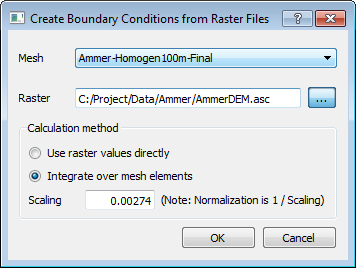 Create Boundary Conditions from Raster Files
Mesh Ammer-Homogen100m-Final
Raster C:/Project/Data/Ammer/AmmerDEM.asc ...
Calculation method
Use raster values directly
Integrate over mesh elements
Scaling 0.00274 (Note: Normalization is 1 / Scaling)
OK Cancel